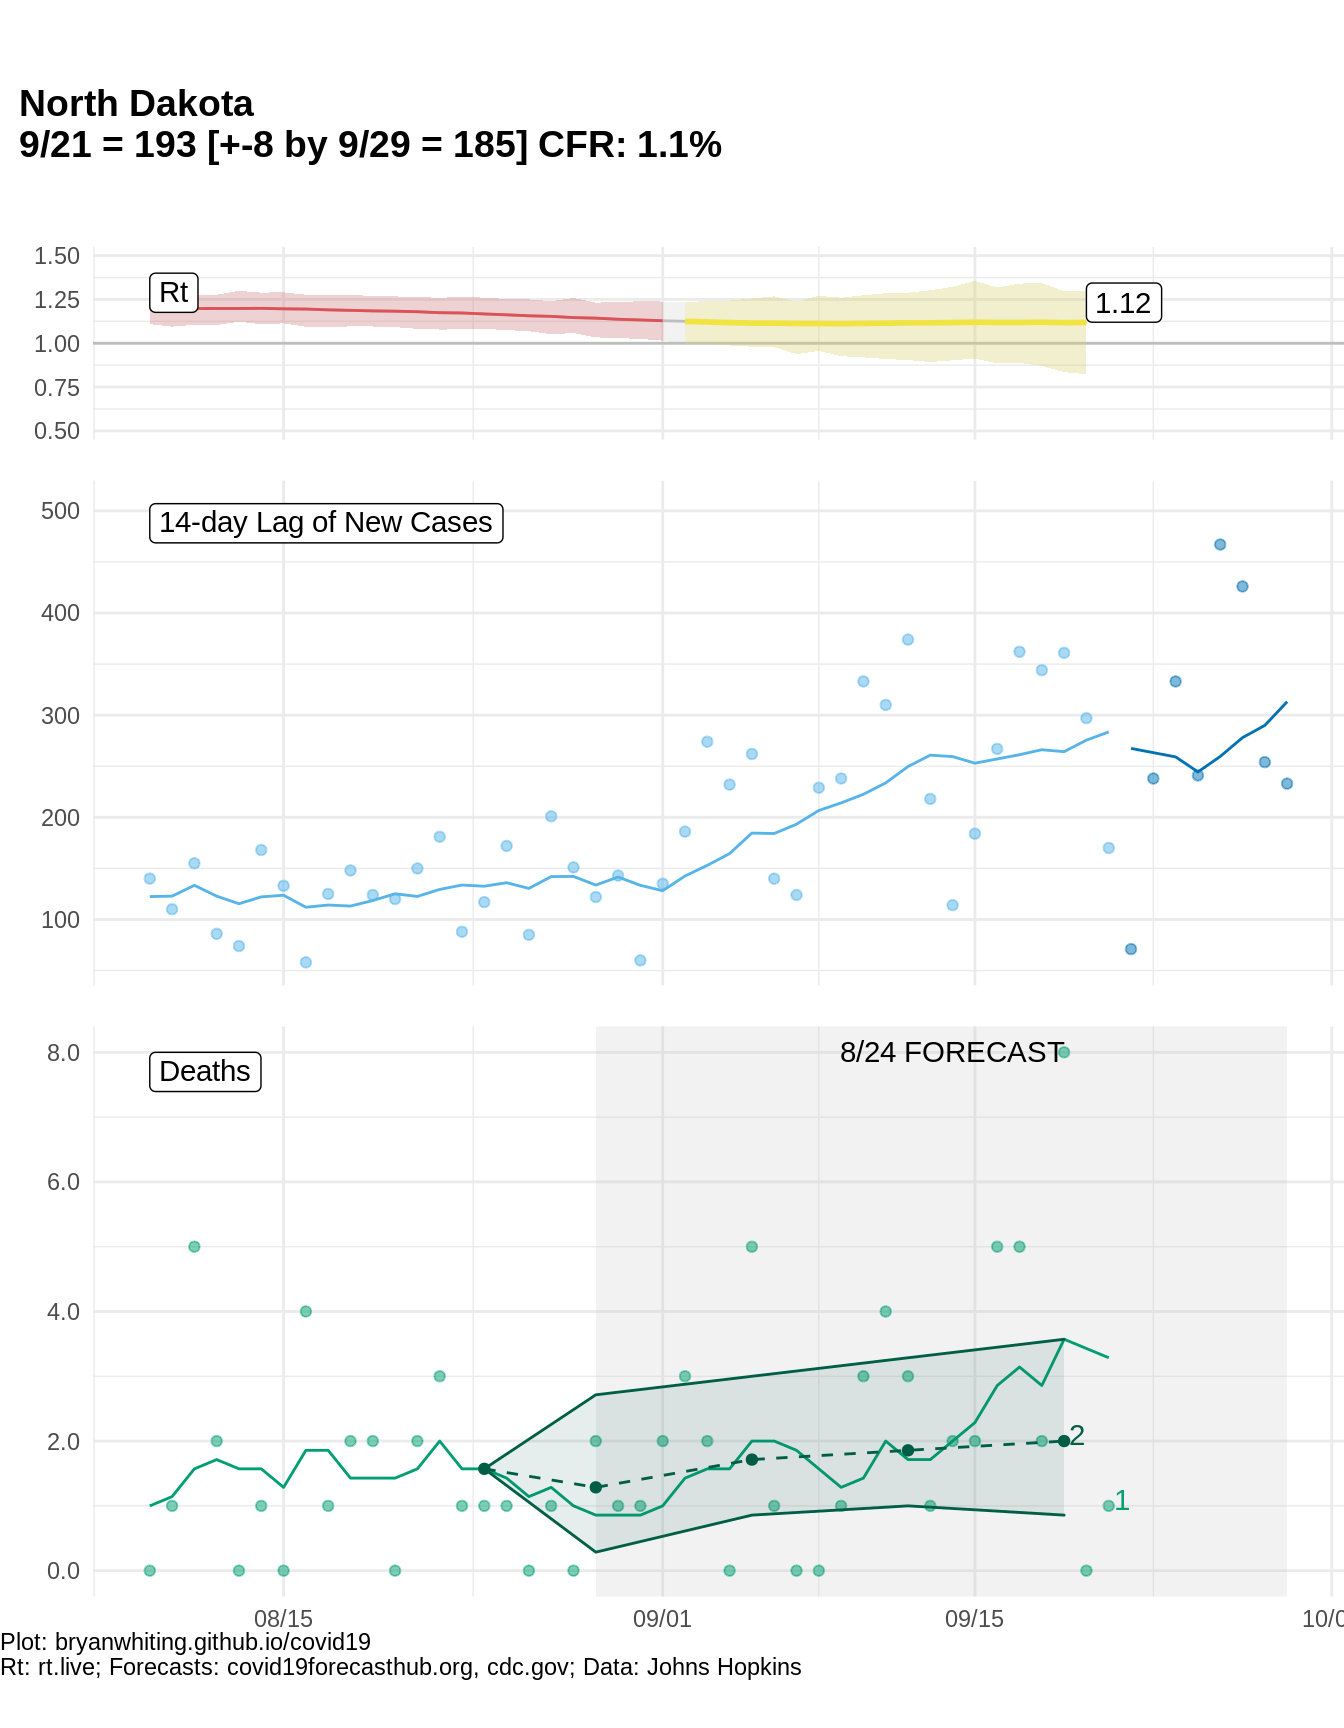 North Dakota
9/21 = 193 [+-8 by 9/29 = 185] CFR: 1.1%
1.50
1.25
1.00
0.75
0.50
Rt
1.12
500
400
300
200
100
14-day Lag of New Cases
8.0
6.0
4.0
2.0
0.0
Deaths
8/24 FORECAST
2
1
08/15
09/01
09/15
Plot: bryanwhiting.github.io/covid19
Rt: rt.live; Forecasts: covid19forecasthub.org, cdc.gov; Data: Johns Hopkins